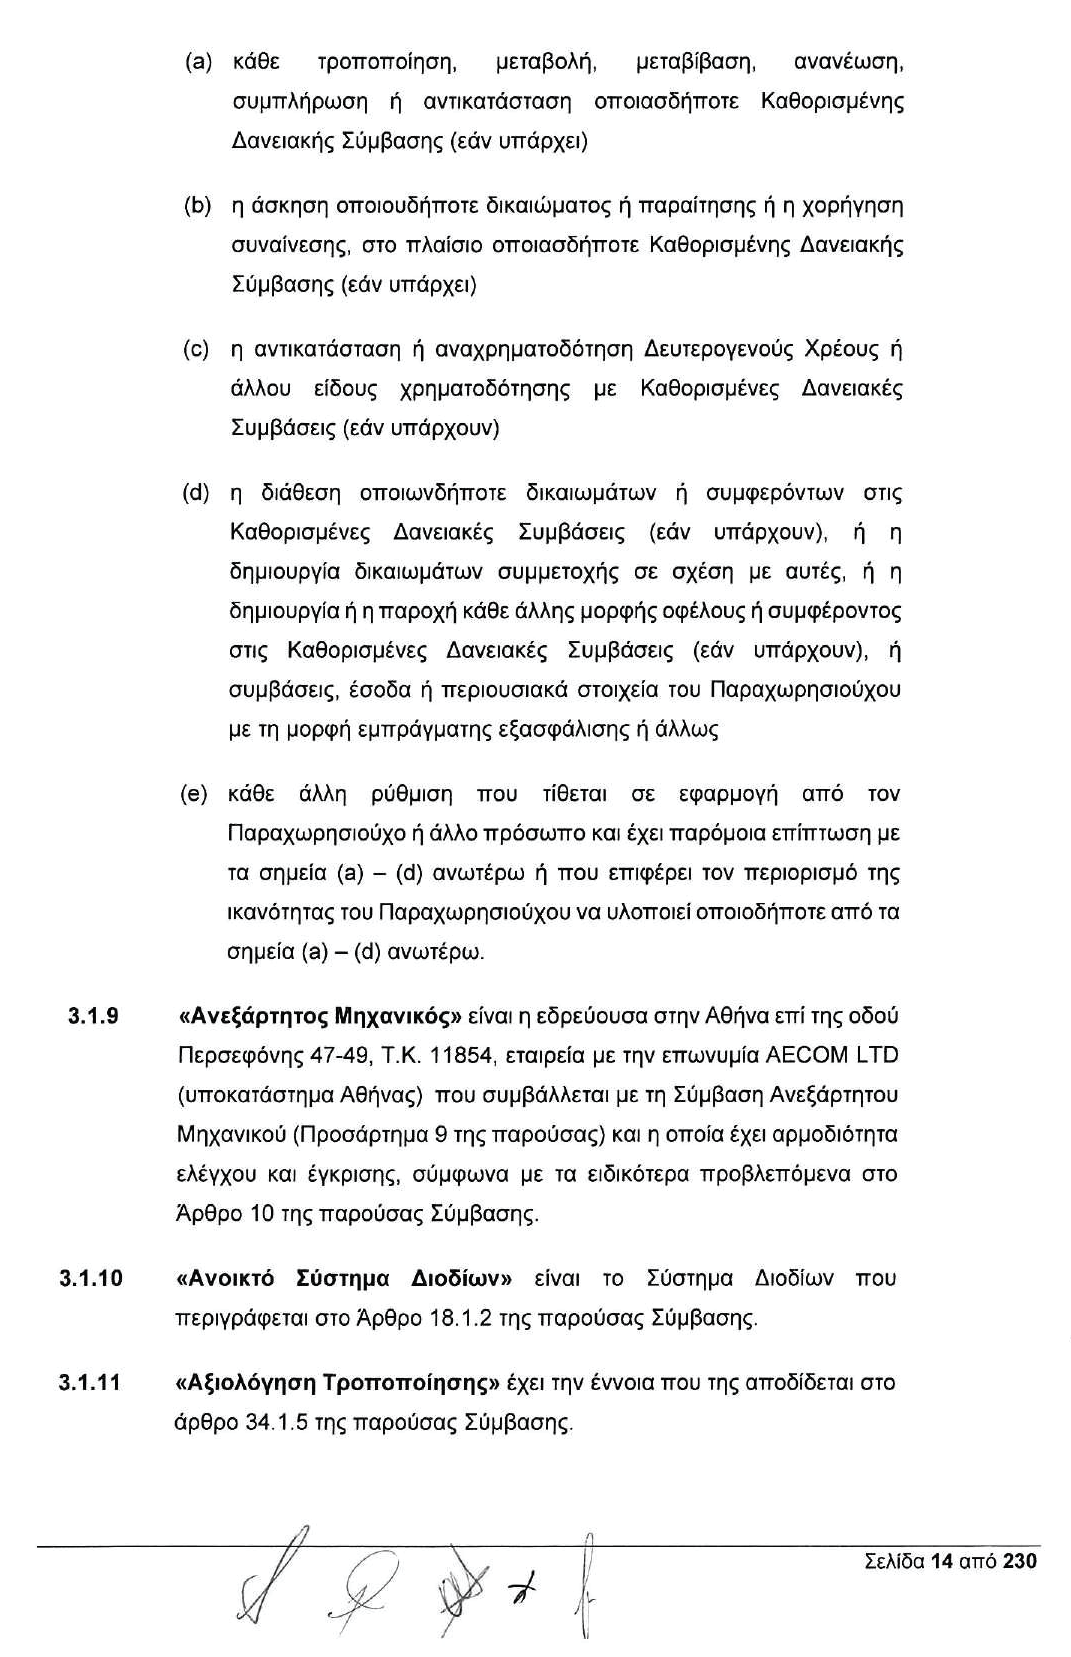 (a) κάθε τροποποίηση, μεταβολή, μεταβίβαση, ανανέωση,
συμπλήρωση ή αντικατάσταση οποιασδήποτε Καθορισμένης
Δανειακής Σύμβασης (εάν υπάρχει)
(b) η άσκηση οποιουδήποτε δικαιώματος ή παραίτησης ή η χορήγηση
συναίνεσης, στο πλαίσιο οποιασδήποτε Καθορισμένης Δανειακής
Σύμβασης (εάν υπάρχει)
(c) η αντικατάσταση ή αναχρηματοδότηση Δευτερογενούς Χρέους ή
άλλου είδους χρηματοδότησης με Καθορισμένες Δανειακές
Συμβάσεις (εάν υπάρχουν)
(d) η διάθεση οποιωνδήποτε δικαιωμάτων ή συμφερόντων στις
Καθορισμένες Δανειακές Συμβάσεις (εάν υπάρχουν), ή η
δημιουργία δικαιωμάτων συμμετοχής σε σχέση με αυτές, ή η
δημιουργία ή η παροχή κάθε άλλης μορφής οφέλους ή συμφέροντος
στις Καθορισμένες Δανειακές Συμβάσεις (εάν υπάρχουν), ή
συμβάσεις, έσοδα ή περιουσιακά στοιχεία του Παραχωρησιούχου
με τη μορφή εμπράγματης εξασφάλισης ή άλλως
(e) κάθε άλλη ρύθμιση που τίθεται σε εφαρμογή από τον
Παραχωρησιούχο ή άλλο πρόσωπο και έχει παρόμοια επίπτωση με
τα σημεία (a) – (d) ανωτέρω ή που επιφέρει τον περιορισμό της
ικανότητας του Παραχωρησιούχου να υλοποιεί οποιοδήποτε από τα
σημεία (a) – (d) ανωτέρω.
3.1.9 «Ανεξάρτητος Μηχανικός» είναι η εδρεύουσα στην Αθήνα επί της οδού
Περσεφόνης 47-49, Τ.Κ. 11854, εταιρεία με την επωνυμία AECOM LTD
(υποκατάστημα Αθήνας) που συμβάλλεται με τη Σύμβαση Ανεξάρτητου
Μηχανικού (Προσάρτημα 9 της παρούσας) και η οποία έχει αρμοδιότητα
ελέγχου και έγκρισης, σύμφωνα με τα ειδικότερα προβλεπόμενα στο
Άρθρο 10 της παρούσας Σύμβασης.
3.1.10 «Ανοικτό Σύστημα Διοδίων» είναι το Σύστημα Διοδίων που
περιγράφεται στο Άρθρο 18.1.2 της παρούσας Σύμβασης.
3.1.11 «Αξιολόγηση Τροποποίησης» έχει την έννοια που της αποδίδεται στο
άρθρο 34.1.5 της παρούσας Σύμβασης.
Σελίδα 14 από 230